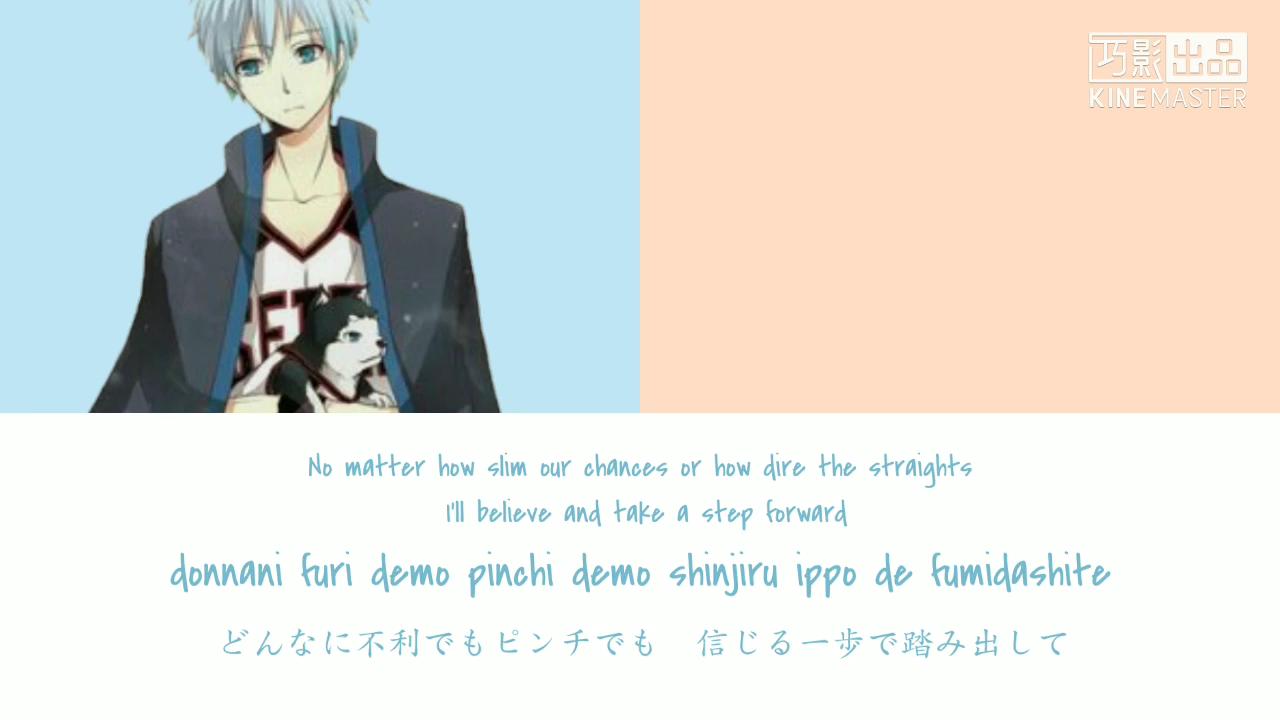 巧影出品
KINEMASTER
SEI
No matter how slim our chances or how dire the straights
I'll believe and take a step forward
donnani furi demo pinchi demo shinjiru ippo de fumidashite
どんなに不利でもピンチでも　信じる一歩で踏み出して